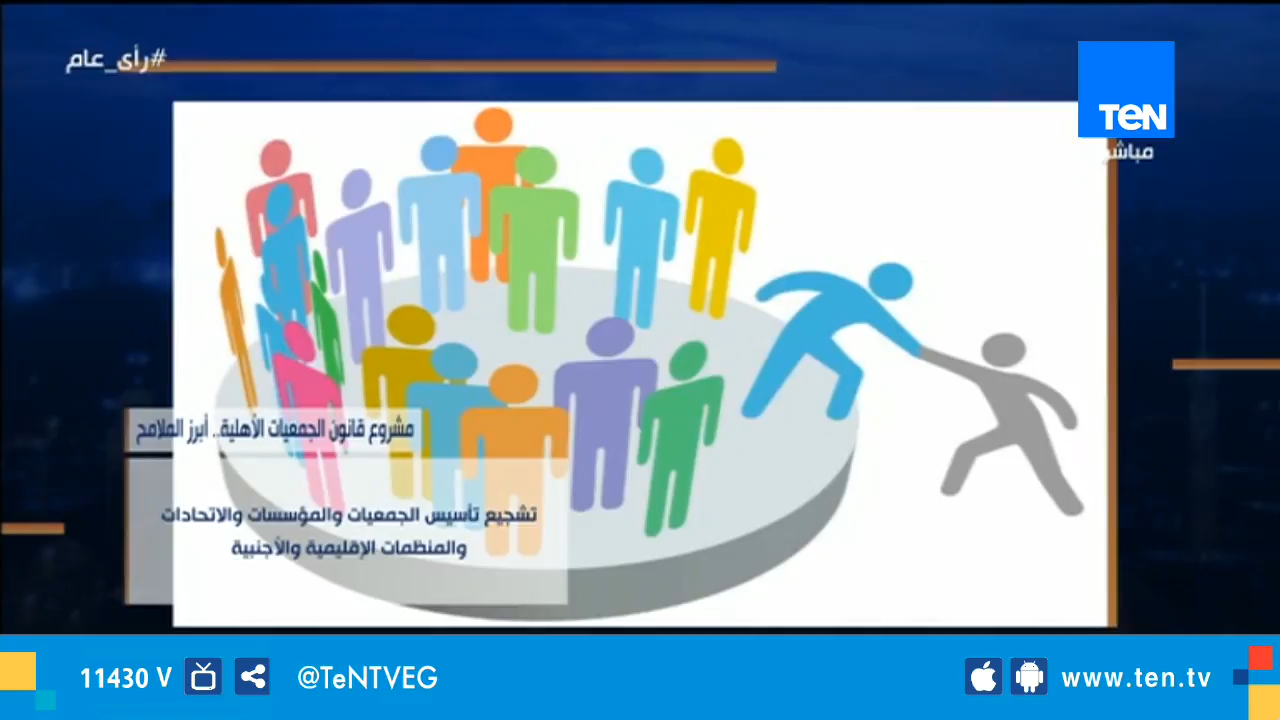 #رأى_عام
TEN
مباشر
مشروع قانون الجمعيات الأهلية.. أبرز الملامح
تشجيع تأسيس الجمعيات والمؤسسات والاتحادات
والمنظمات الإقليمية والأجنبية
11430 V
@TeNTVEG
www.ten.tv